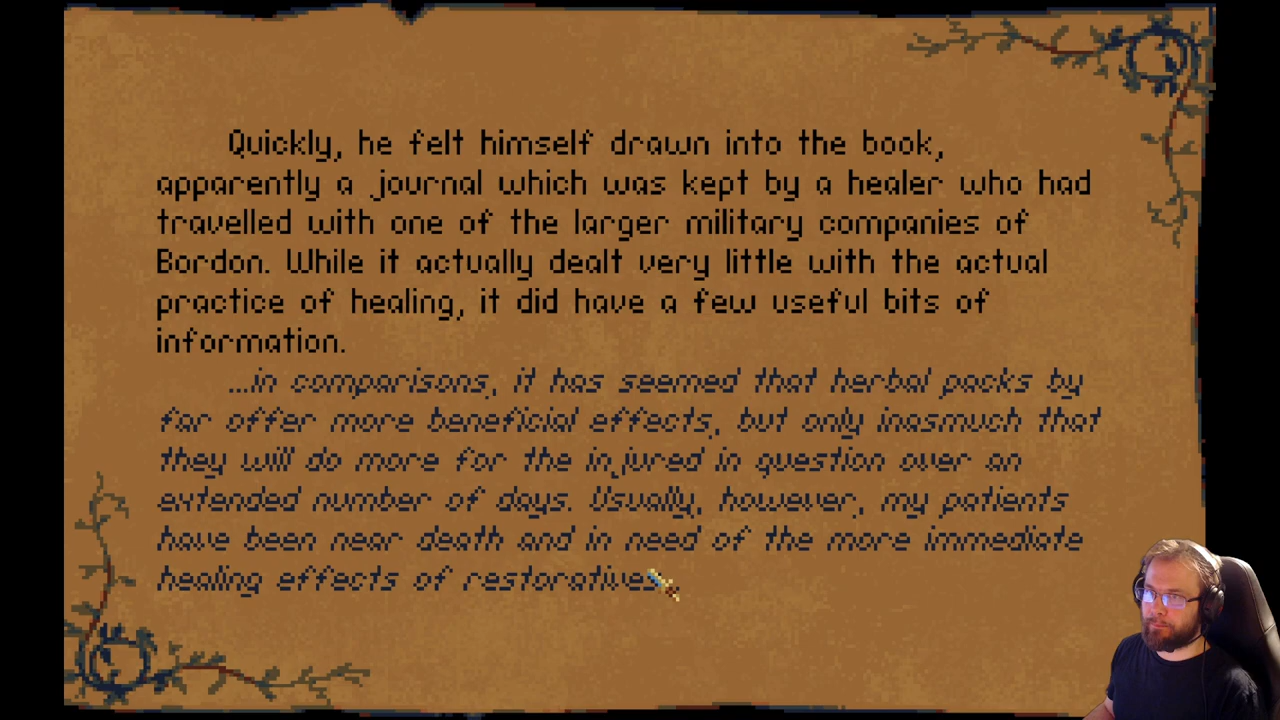 Quickly, he felt himself drawn into the book,
apparently a journal which was kept by a healer who had
travelled with one of the larger military companies of
Bordon. While it actually dealt very little with the actual
practice of healing, it did have a few useful bits of
information.
...in comparisons, it has seemed that herbal packs by
far offer more beneficial effects, but only inasmuch that
they will do more for the injured in question over an
extended number of days. Usually, however, my patients
have been near death and in need of the more immediate
healing effects of restoratives